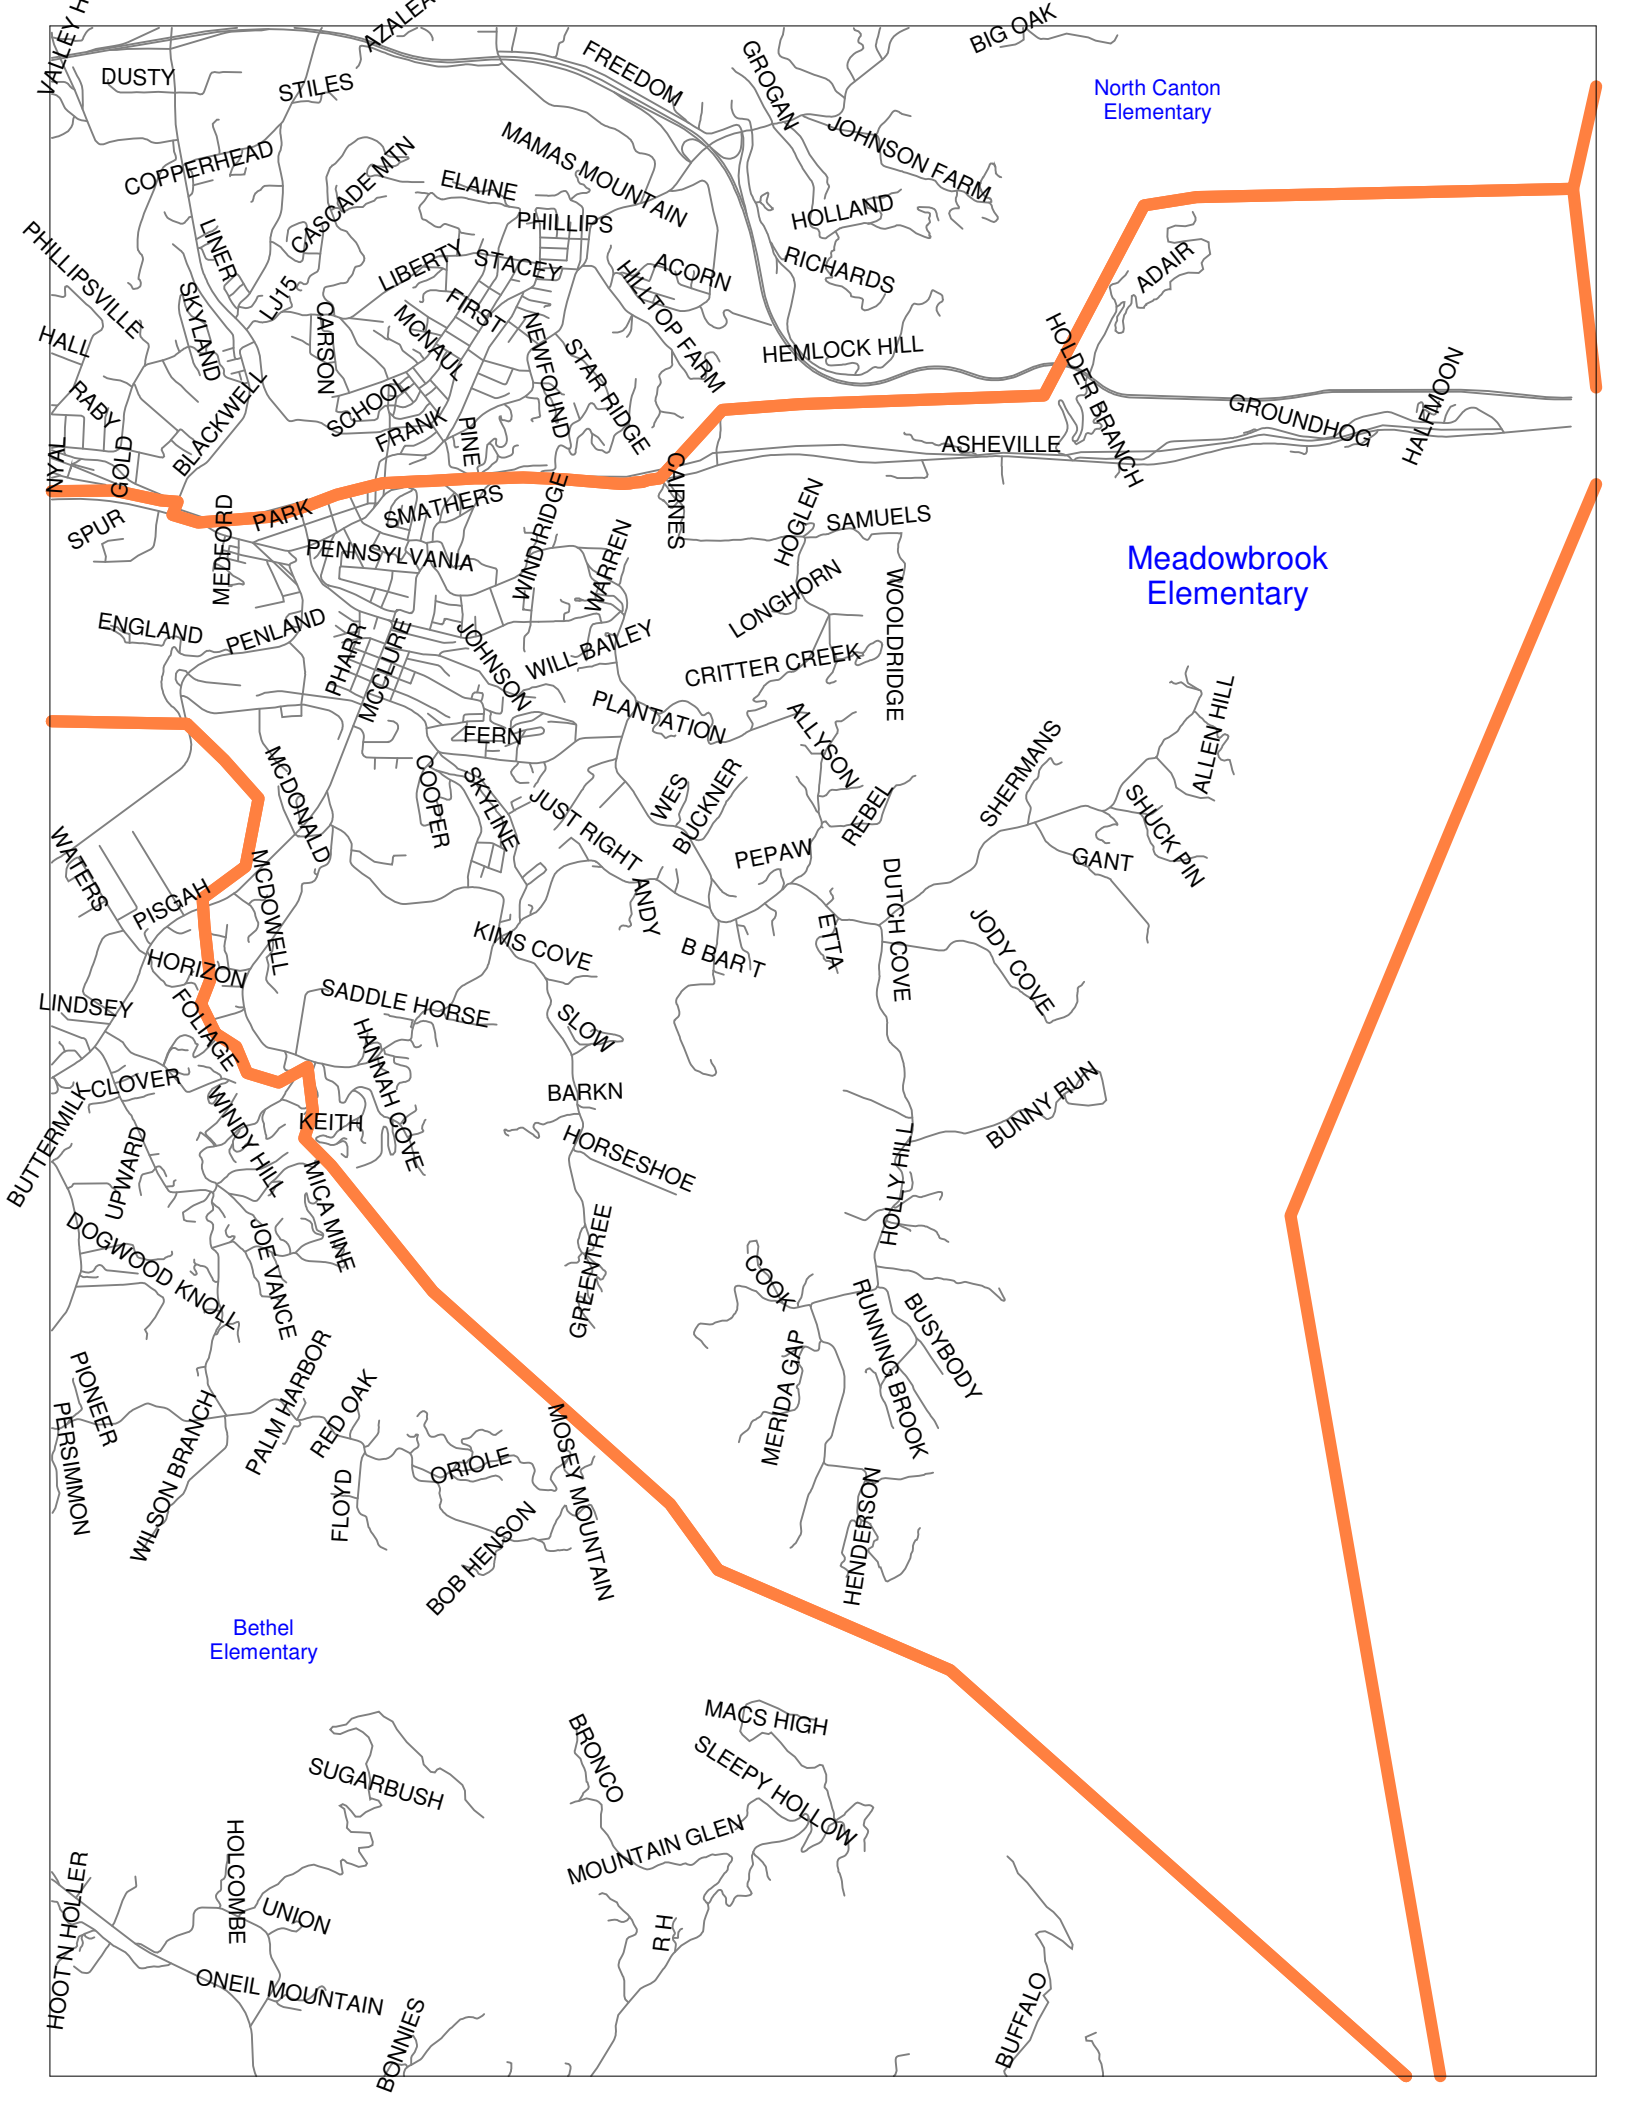 VALLEY H
AZALEA
BIG OAK
DUSTY
STILES
FREEDOM
GROGAN
North Canton
Elementary
COPPERHEAD
CASCADE MTN
MAMAS MOUNTAIN
JOHNSON FARM
ELAINE
PHILLIPS
HOLLAND
PHILLIPSVILLE
LINER
LJ15
LIBERTY
STACEY
ACORN
RICHARDS
ADAIR
HALL
SKYLAND
CARSON
FIRST
MCNAUL
HILLTOP FARM
NEWFOUND
STAR RIDGE
HEMLOCK HILL
HOLDER BRANCH
RABY
BLACKWELL
SCHOOL
FRANK
PINE
GROUNDHOG
HALFMOON
NYAL
GOLD
ASHEVILLE
CAIRNES
SPUR
MEDFORD
PARK
SMATHERS
WINDIRIDGE
HOGLEN
SAMUELS
PENNSYLVANIA
WARREN
LONGHORN
WOOLDRIDGE
Meadowbrook
Elementary
ENGLAND
PENLAND
PHARR
MCCLURE
JOHNSON
WILL BAILEY
CRITTER CREEK
PLANTATION
ALLYSON
FERN
ALLEN HILL
MCDONALD
COOPER
SKYLINE
JUST RIGHT
WES
BUCKNER
REBEL
SHERMANS
SHUCK PIN
WATERS
PISGAH
MCDOWELL
PEPAW
GANT
ANDY
DUTCH COVE
ETTA
JODY COVE
HORIZON
KIMS COVE
B BAR T
LINDSEY
FOLIAGE
SADDLE HORSE
SLOW
HANNAH COVE
CLOVER
BARKN
BUNNY RUN
BUTTERMILK
UPWARD
WINDY HILL
KEITH
HORSESHOE
HOLLY HILL
MICA MINE
DOGWOOD KNOLL
JOE VANCE
GREENTREE
COOK
RUNNING BROOK
BUSYBODY
PIONEER
PALM HARBOR
RED OAK
MERIDA GAP
PERSIMMON
WILSON BRANCH
FLOYD
ORIOLE
MOSEY MOUNTAIN
BOB HENSON
HENDERSON
Bethel
Elementary
MACS HIGH
BRONCO
SLEEPY HOLLOW
SUGARBUSH
MOUNTAIN GLEN
HOLCOMBE
UNION
HOOT N HOLLER
R H
ONEIL MOUNTAIN
BONNIES
BUFFALO